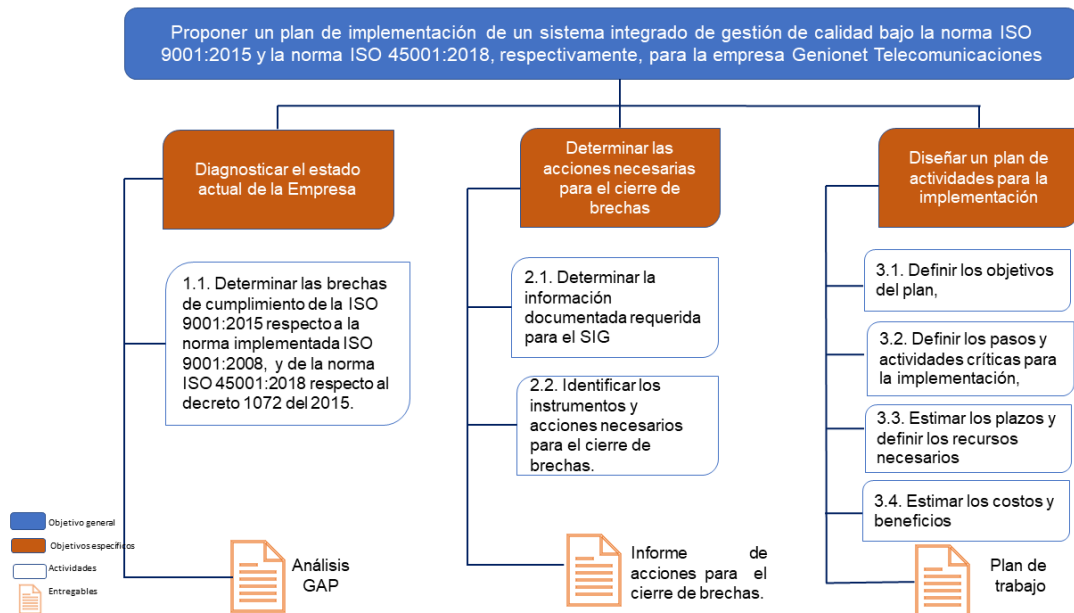 Proponer un plan de implementación de un sistema integrado de gestión de calidad bajo la norma ISO
9001:2015 y la norma ISO 45001:2018, respectivamente, para la empresa Genionet Telecomunicaciones
Diagnosticar el estado
actual de la Empresa
1.1. Determinar las brechas
de cumplimiento de la ISO
9001:2015 respecto a la
norma implementada ISO
9001:2008, y de la norma
ISO 45001:2018 respecto al
decreto 1072 del 2015.
Análisis
GAP
Determinar las
acciones necesarias
para el cierre de
brechas
2.1. Determinar la
información
documentada requerida
para el SIG
2.2. Identificar los
instrumentos y
acciones necesarios
para el cierre de
brechas.
Informe de
acciones para el
cierre de brechas.
Diseñar un plan de
actividades para la
implementación
3.1. Definir los objetivos
del plan,
3.2. Definir los pasos y
actividades críticas para
la implementación,
3.3. Estimar los plazos y
definir los recursos
necesarios
3.4. Estimar los costos y
beneficios
Plan de
trabajo
Objetivo general
Objetivos específicos
Actividades
Entregables